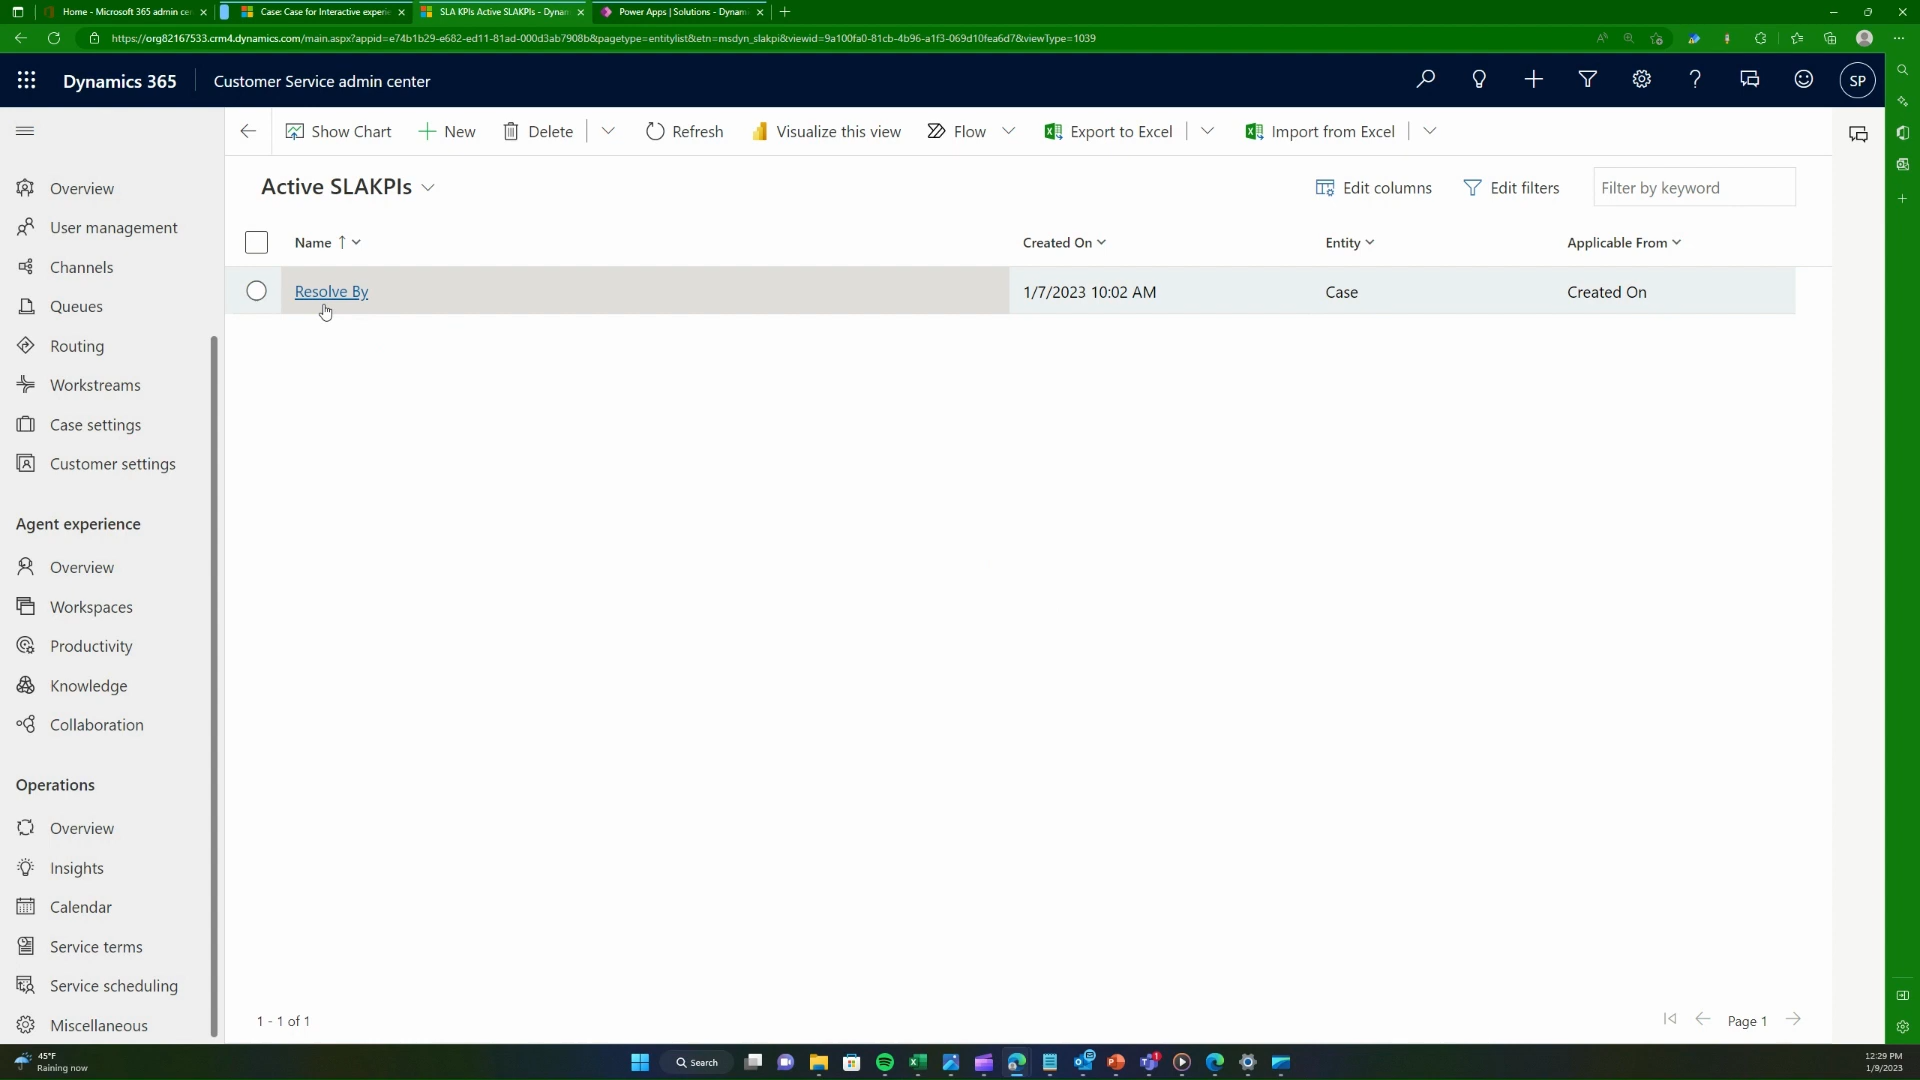 Home - Microsoft 365 admin ce
Case: Case for Interactive experi
SLA KPIs Active SLAKPIs - Dynam
Power Apps | Solutions - Dynam
https://org82167533.crm4.dynamics.com/main.aspx?appid=e74b1b29-e682-ed11-81ad-000d3ab7908b&pagetype=entitylist&etn=msdyn_slakpi&viewid=9a100fa0-81cb-4b96-a1f3-069d10fea6d7&viewType=1039
Dynamics 365
Customer Service admin center
SP
Show Chart
New
Delete
Refresh
Visualize this view
Flow
Export to Excel
Import from Excel
Active SLAKPIs
Edit columns
Edit filters
Filter by keyword
Name
Created On
Entity
Applicable From
Resolve By
1/7/2023 10:02 AM
Case
Created On
Overview
User management
Channels
Queues
Routing
Workstreams
Case settings
Customer settings
Agent experience
Overview
Workspaces
Productivity
Knowledge
Collaboration
Operations
Overview
Insights
Calendar
Service terms
Service scheduling
Miscellaneous
1 - 1 of 1
Page 1
45°F
Raining now
Search
1
12:29 PM
1/9/2023